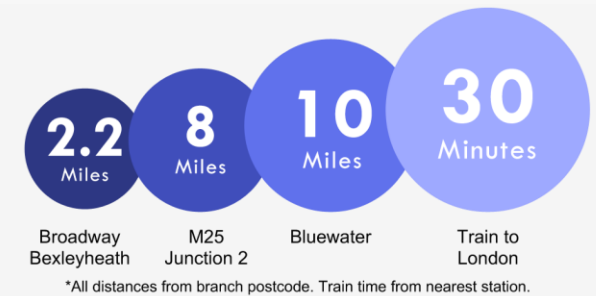 2.2
Miles
8
Miles
10
Miles
30
Minutes
Broadway
Bexleyheath
M25
Junction 2
Bluewater
Train to
London
*All distances from branch postcode. Train time from nearest station.